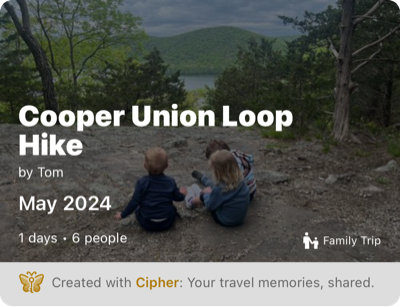 Cooper Union Loop
Hike
by Tom
May 2024
1 days • 6 people
Family Trip
Created with Cipher: Your travel memories, shared.